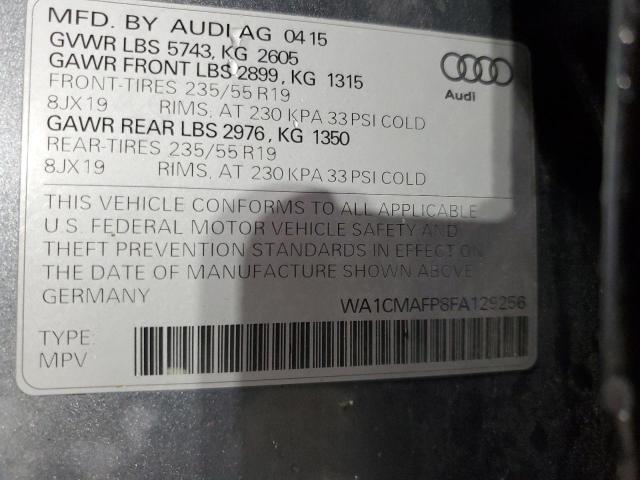 MFD. BY AUDI AG 04 15
GVWR LBS 5743, KG 2605
GAWR FRONT LBS 2899, KG 1315
FRONT-TIRES 235/55 R19
8JX19 RIMS, AT 230 KPA 33 PSI COLD
GAWR REAR LBS 2976, KG 1350
REAR-TIRES 235/55 R19
8JX19 RIMS, AT 230 KPA 33 PSI COLD
Audi
THIS VEHICLE CONFORMS TO ALL APPLICABLE
U.S. FEDERAL MOTOR VEHICLE SAFETY AND
THEFT PREVENTION STANDARDS IN EFFECT ON
THE DATE OF MANUFACTURE SHOWN ABOVE.
GERMANY
WA1CMAFP8FA129256
TYPE:
MPV